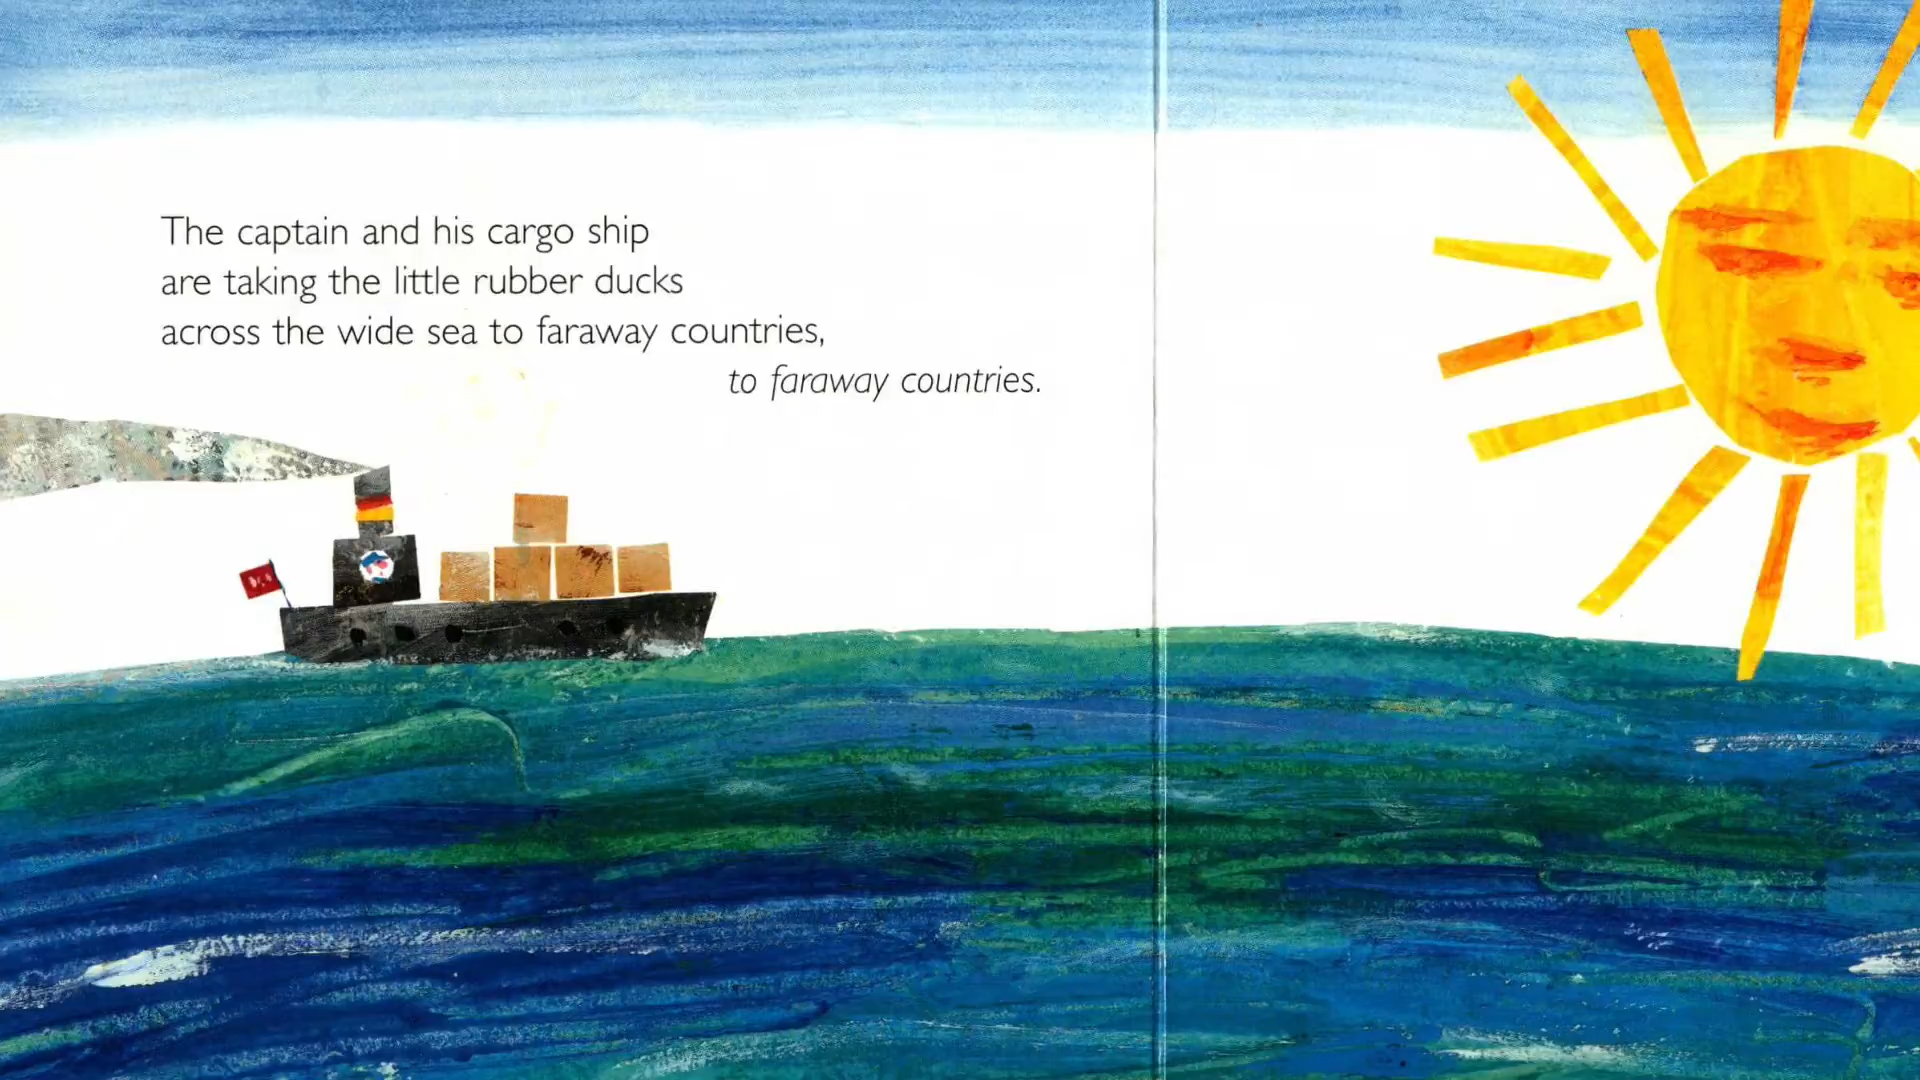 The captain and his cargo ship
are taking the little rubber ducks
across the wide sea to faraway countries,
to faraway countries.